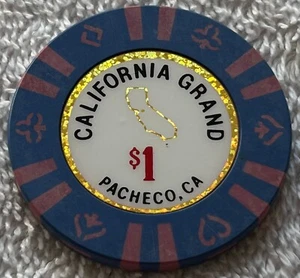 CALIFORNIA GRAND
$1
PACHECO, CA